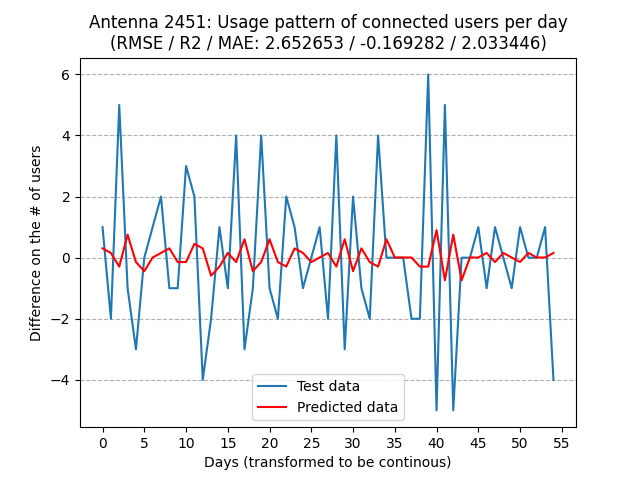 Antenna 2451: Usage pattern of connected users per day
(RMSE / R2 / MAE: 2.652653 / -0.169282 / 2.033446)
Difference on the # of users
6
4
2
0
−2
−4
Test data
Predicted data
0 5 10 15 20 25 30 35 40 45 50 55
Days (transformed to be continous)